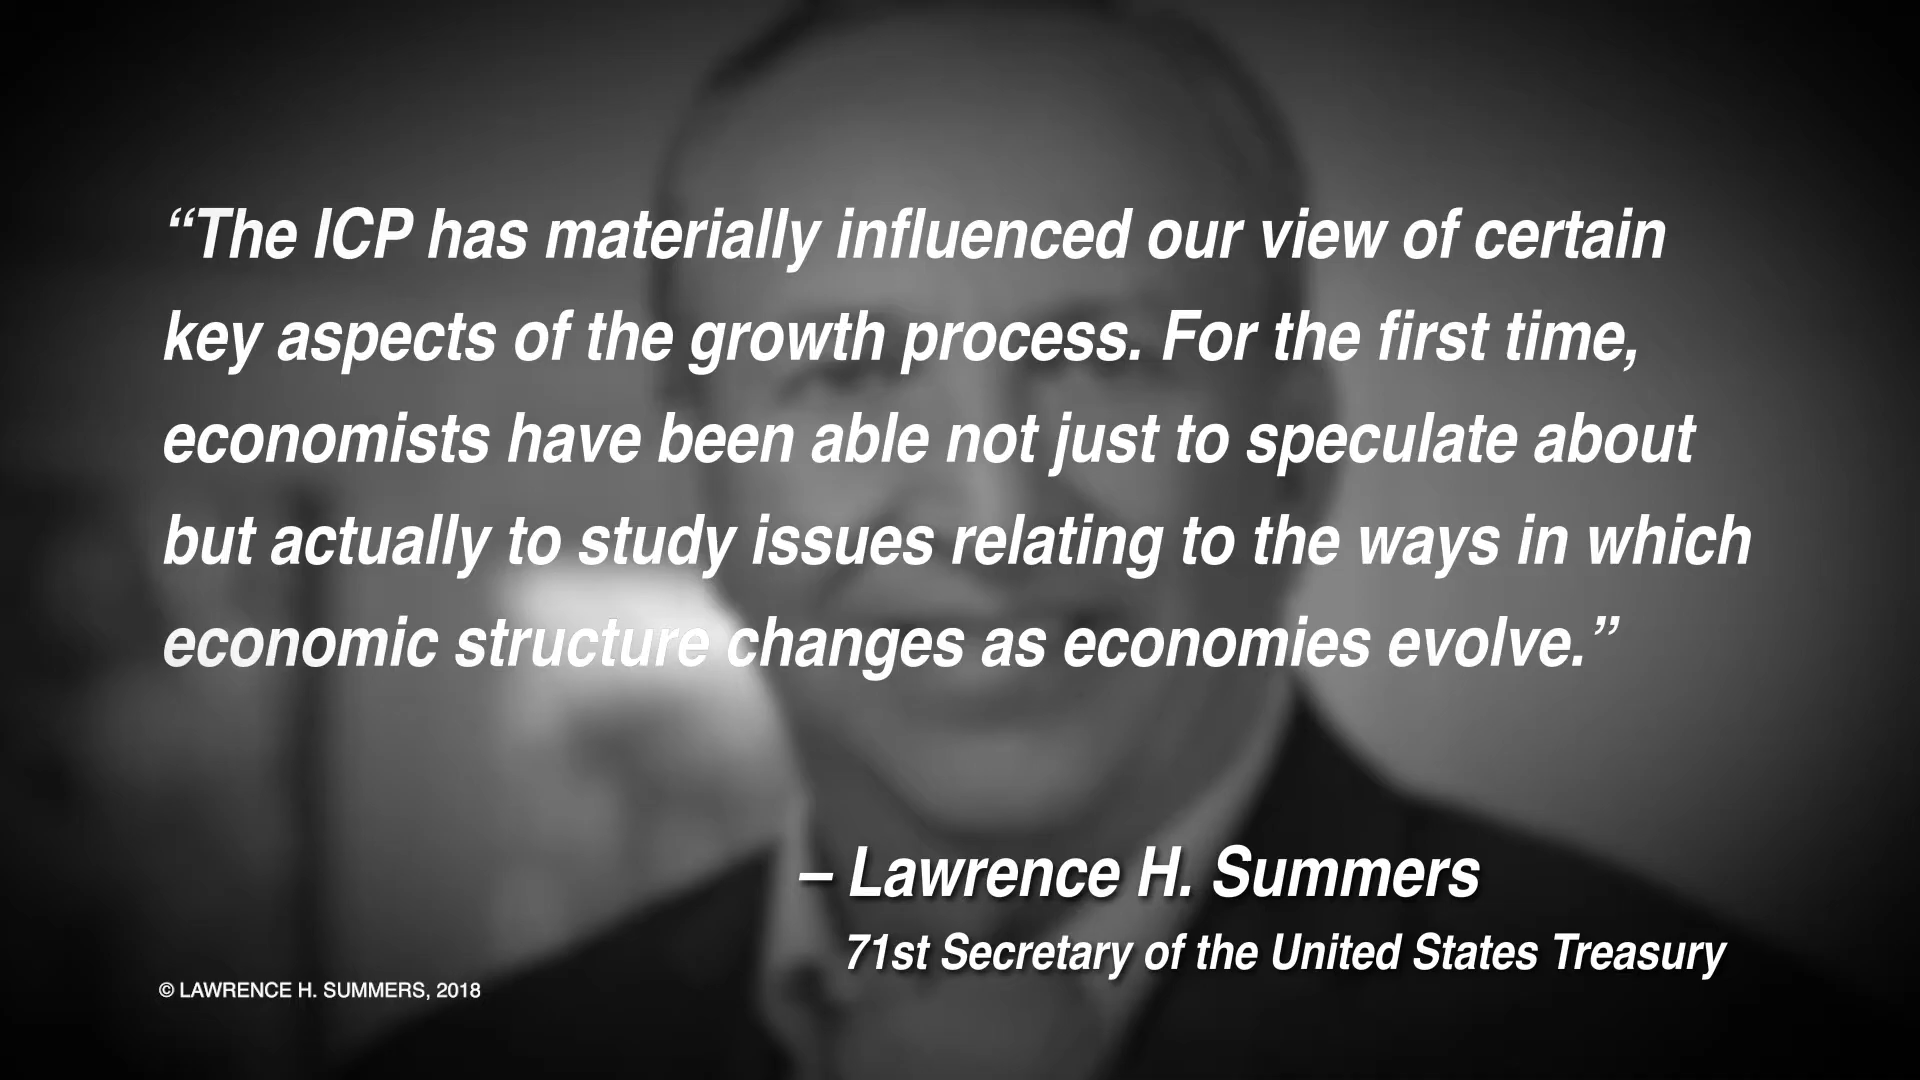 “The ICP has materially influenced our view of certain
key aspects of the growth process. For the first time,
economists have been able not just to speculate about
but actually to study issues relating to the ways in which
economic structure changes as economies evolve.”
– Lawrence H. Summers
71st Secretary of the United States Treasury
© LAWRENCE H. SUMMERS, 2018